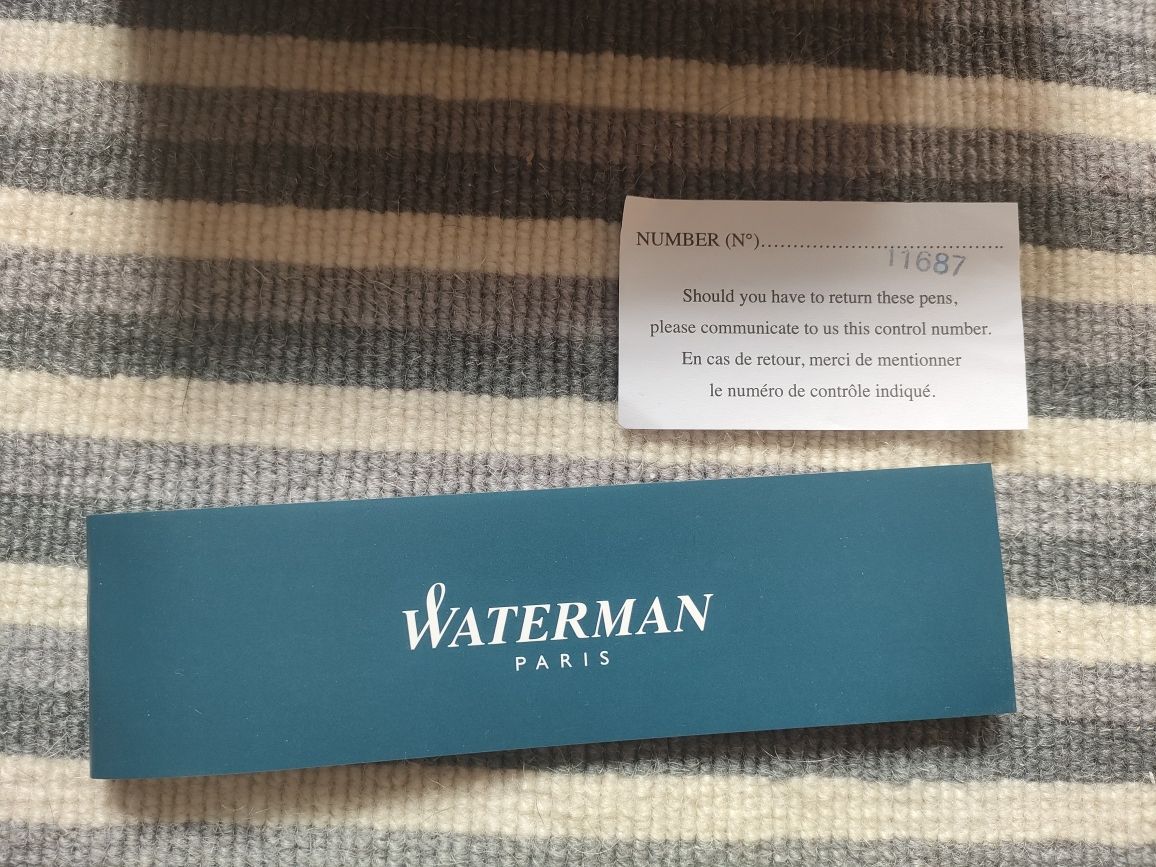 NUMBER (N°)..........................................
11687
Should you have to return these pens,
please communicate to us this control number.
En cas de retour, merci de mentionner
le numéro de contrôle indiqué.
WATERMAN
PARIS